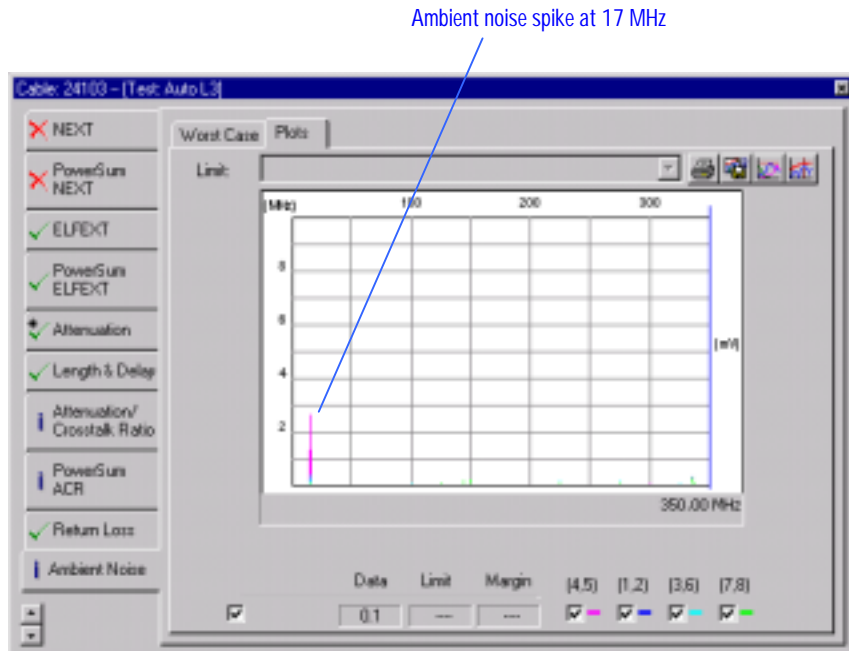 Ambient noise spike at 17 MHz
Cable: 24103 – (Test: Auto L3)
NEXT
PowerSum NEXT
ELFEXT
PowerSum ELFEXT
Attenuation
Length & Delay
Attenuation/ Crosstalk Ratio
PowerSum ACR
Return Loss
Ambient Noise
Worst Case Plots
Limit:
(MHz) 100 200 300
8
6
4
2
(mV)
350.00 MHz
Data Limit Margin (4,5) (1,2) (3,6) (7,8)
0.1 ---- ----